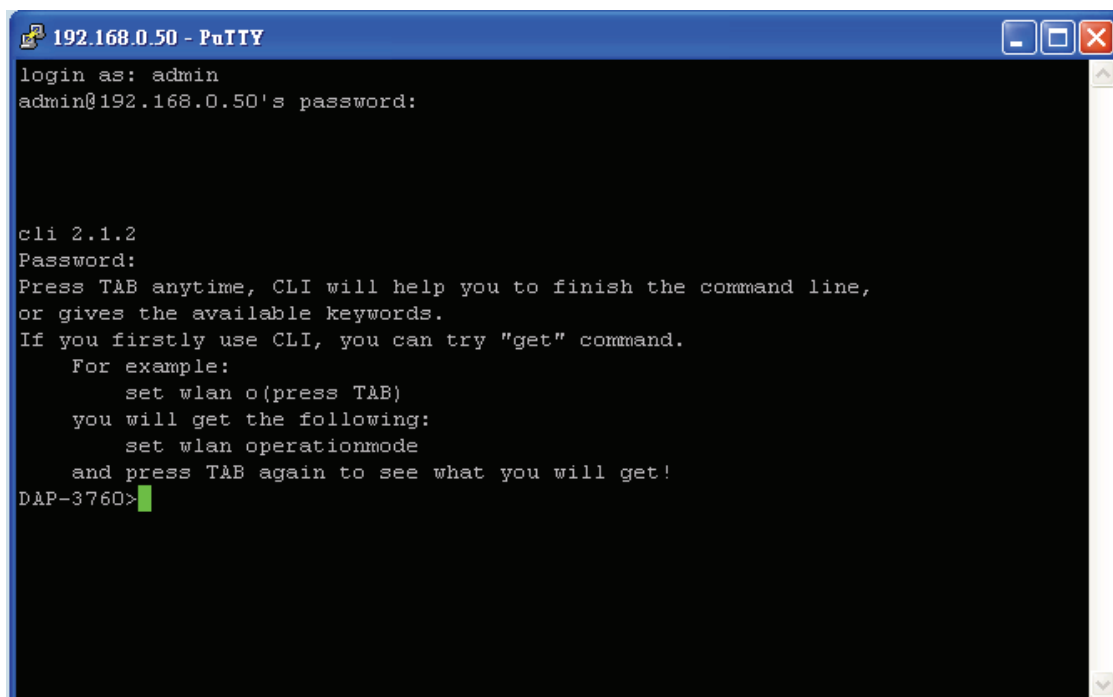 192.168.0.50 - PuTTY
login as: admin
admin@192.168.0.50's password:
cli 2.1.2
Password:
Press TAB anytime, CLI will help you to finish the command line,
or gives the available keywords.
If you firstly use CLI, you can try "get" command.
For example:
set wlan o(press TAB)
you will get the following:
set wlan operationmode
and press TAB again to see what you will get!
DAP-3760>